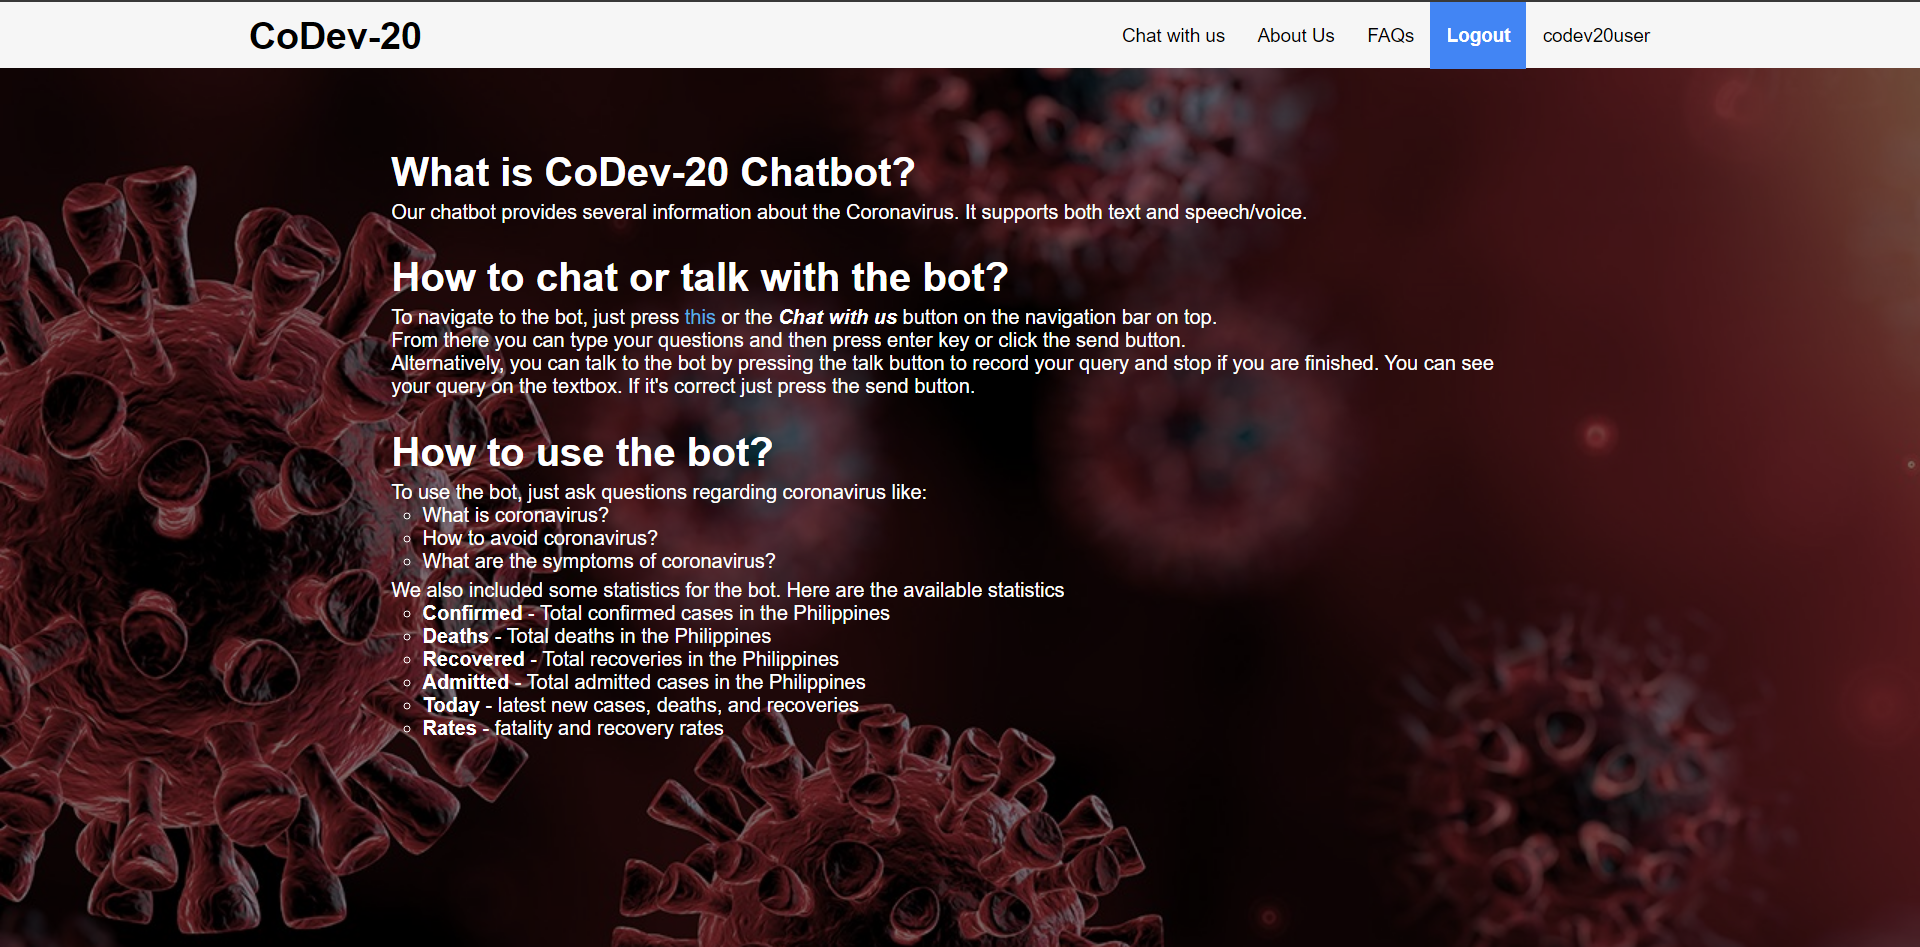 CoDev-20
Chat with us
About Us
FAQs
Logout
codev20user
What is CoDev-20 Chatbot?
Our chatbot provides several information about the Coronavirus. It supports both text and speech/voice.
How to chat or talk with the bot?
To navigate to the bot, just press this or the Chat with us button on the navigation bar on top.
From there you can type your questions and then press enter key or click the send button.
Alternatively, you can talk to the bot by pressing the talk button to record your query and stop if you are finished. You can see
your query on the textbox. If it's correct just press the send button.
How to use the bot?
To use the bot, just ask questions regarding coronavirus like:
What is coronavirus?
How to avoid coronavirus?
What are the symptoms of coronavirus?
We also included some statistics for the bot. Here are the available statistics
Confirmed - Total confirmed cases in the Philippines
Deaths - Total deaths in the Philippines
Recovered - Total recoveries in the Philippines
Admitted - Total admitted cases in the Philippines
Today - latest new cases, deaths, and recoveries
Rates - fatality and recovery rates